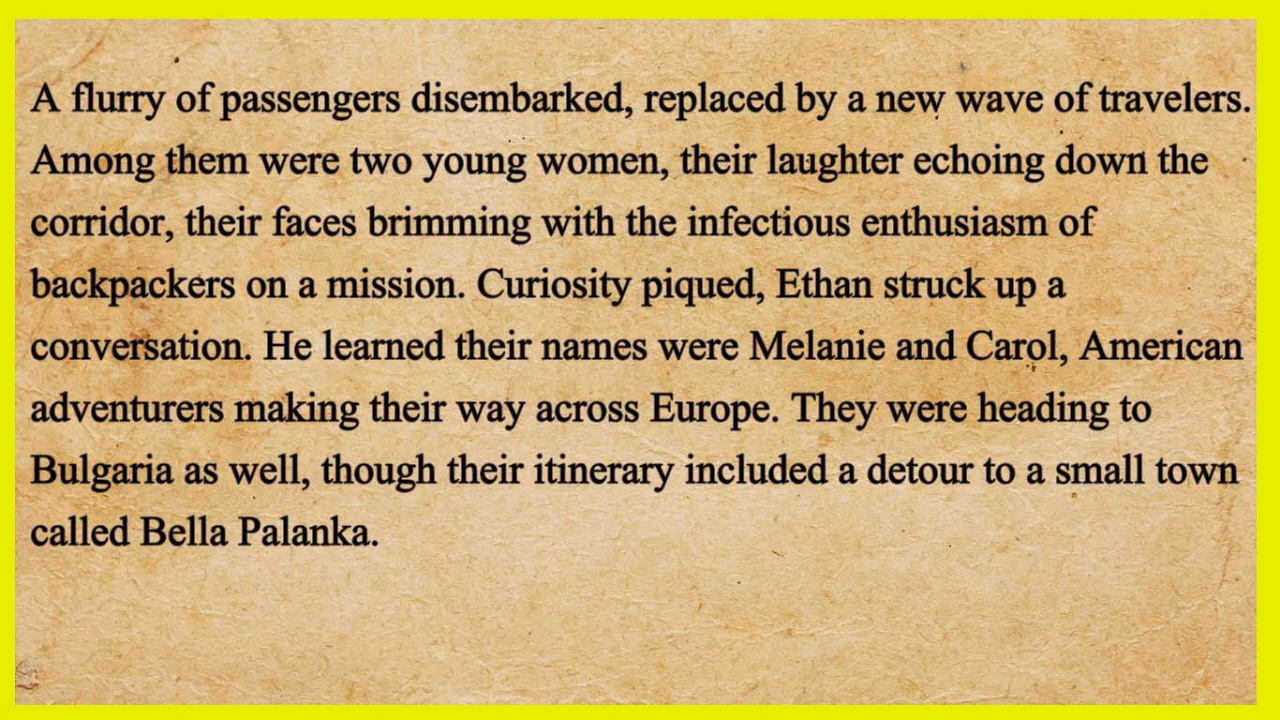 A flurry of passengers disembarked, replaced by a new wave of travelers.
Among them were two young women, their laughter echoing down the
corridor, their faces brimming with the infectious enthusiasm of
backpackers on a mission. Curiosity piqued, Ethan struck up a
conversation. He learned their names were Melanie and Carol, American
adventurers making their way across Europe. They were heading to
Bulgaria as well, though their itinerary included a detour to a small town
called Bella Palanka.